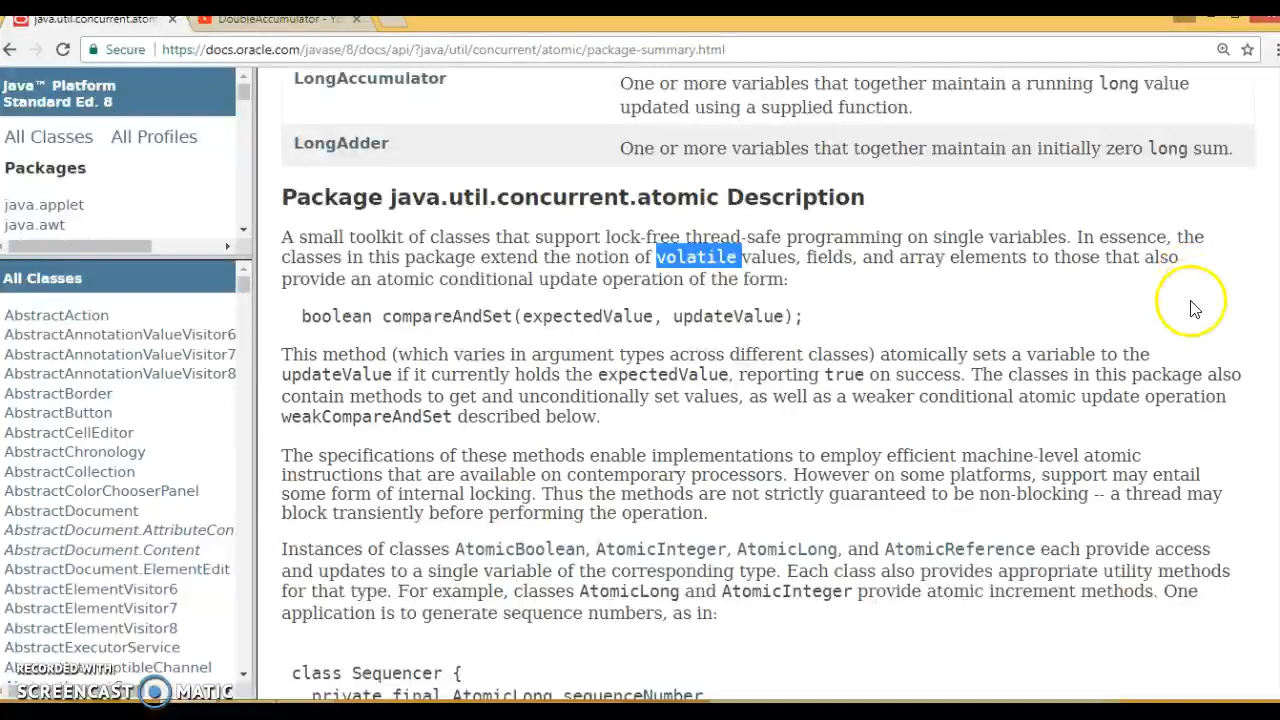 java.util.concurrent.atom
DoubleAccumulator - Yo
Secure https://docs.oracle.com/javase/8/docs/api/?java/util/concurrent/atomic/package-summary.html
Java™ Platform
Standard Ed. 8
All Classes All Profiles
Packages
java.applet
java.awt
All Classes
AbstractAction
AbstractAnnotationValueVisitor6
AbstractAnnotationValueVisitor7
AbstractAnnotationValueVisitor8
AbstractBorder
AbstractButton
AbstractCellEditor
AbstractChronology
AbstractCollection
AbstractColorChooserPanel
AbstractDocument
AbstractDocument.AttributeCon
AbstractDocument.Content
AbstractDocument.ElementEdit
AbstractElementVisitor6
AbstractElementVisitor7
AbstractElementVisitor8
AbstractExecutorService
RECORDED WITH
SCREENCAST MATIC
LongAccumulator One or more variables that together maintain a running long value
updated using a supplied function.
LongAdder One or more variables that together maintain an initially zero long sum.
Package java.util.concurrent.atomic Description
A small toolkit of classes that support lock-free thread-safe programming on single variables. In essence, the
classes in this package extend the notion of volatile values, fields, and array elements to those that also
provide an atomic conditional update operation of the form:
boolean compareAndSet(expectedValue, updateValue);
This method (which varies in argument types across different classes) atomically sets a variable to the
updateValue if it currently holds the expectedValue, reporting true on success. The classes in this package also
contain methods to get and unconditionally set values, as well as a weaker conditional atomic update operation
weakCompareAndSet described below.
The specifications of these methods enable implementations to employ efficient machine-level atomic
instructions that are available on contemporary processors. However on some platforms, support may entail
some form of internal locking. Thus the methods are not strictly guaranteed to be non-blocking -- a thread may
block transiently before performing the operation.
Instances of classes AtomicBoolean, AtomicInteger, AtomicLong, and AtomicReference each provide access
and updates to a single variable of the corresponding type. Each class also provides appropriate utility methods
for that type. For example, classes AtomicLong and AtomicInteger provide atomic increment methods. One
application is to generate sequence numbers, as in:
class Sequencer {
private final AtomicLong sequenceNumber